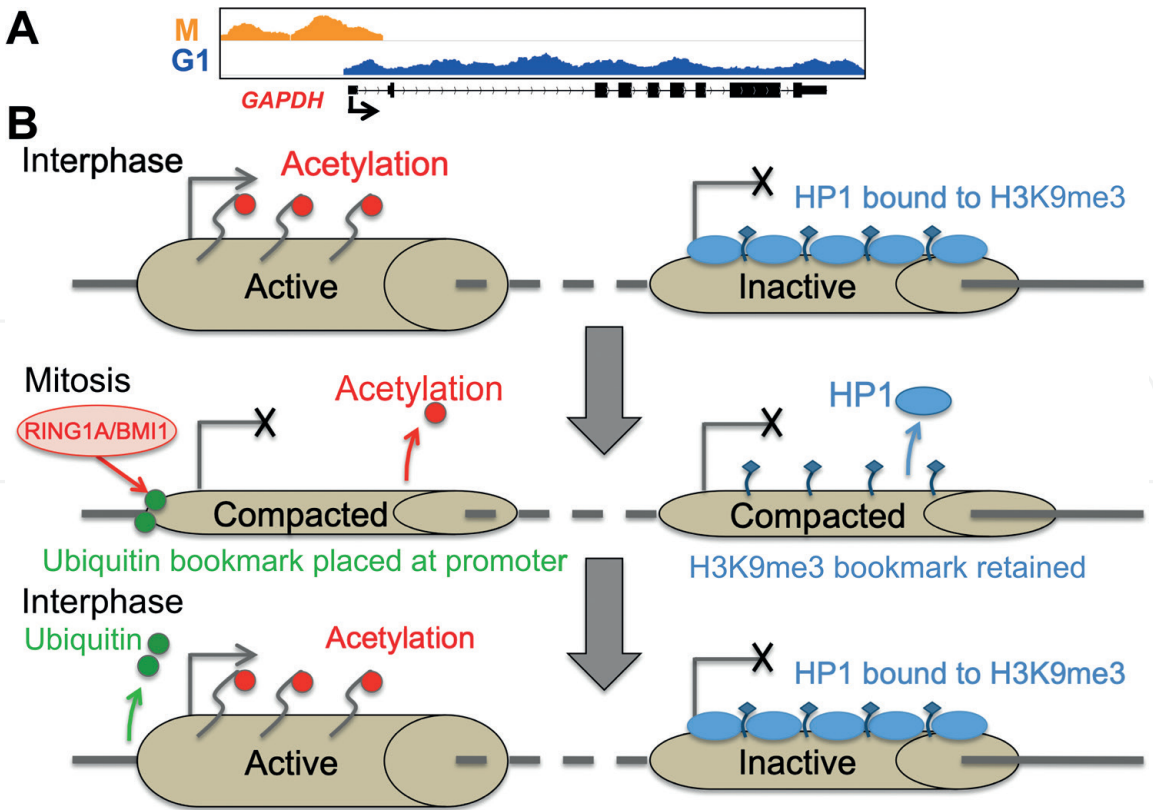 A
M
G1
GAPDH
B
Interphase
Acetylation
HP1 bound to H3K9me3
Active
Inactive
Mitosis
Acetylation
HP1
RING1A/BMI1
Compacted
Compacted
Ubiquitin bookmark placed at promoter
H3K9me3 bookmark retained
Interphase
Ubiquitin
Acetylation
HP1 bound to H3K9me3
Active
Inactive